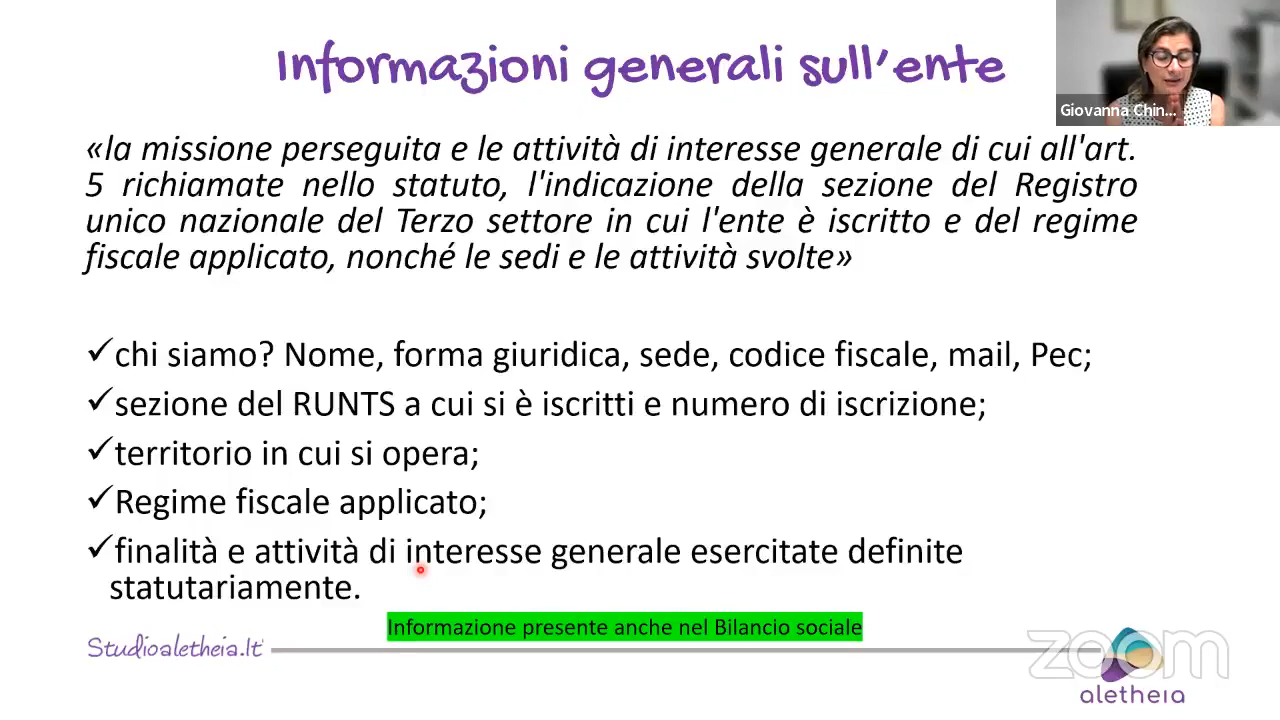 Informazioni generali sull'ente
Giovanna Chin...
«la missione perseguita e le attività di interesse generale di cui all'art.
5 richiamate nello statuto, l'indicazione della sezione del Registro
unico nazionale del Terzo settore in cui l'ente è iscritto e del regime
fiscale applicato, nonché le sedi e le attività svolte»
✓chi siamo? Nome, forma giuridica, sede, codice fiscale, mail, Pec;
✓sezione del RUNTS a cui si è iscritti e numero di iscrizione;
✓territorio in cui si opera;
✓Regime fiscale applicato;
✓finalità e attività di interesse generale esercitate definite
statutariamente.
Informazione presente anche nel Bilancio sociale
Studioaletheia.It
zoom
aletheia